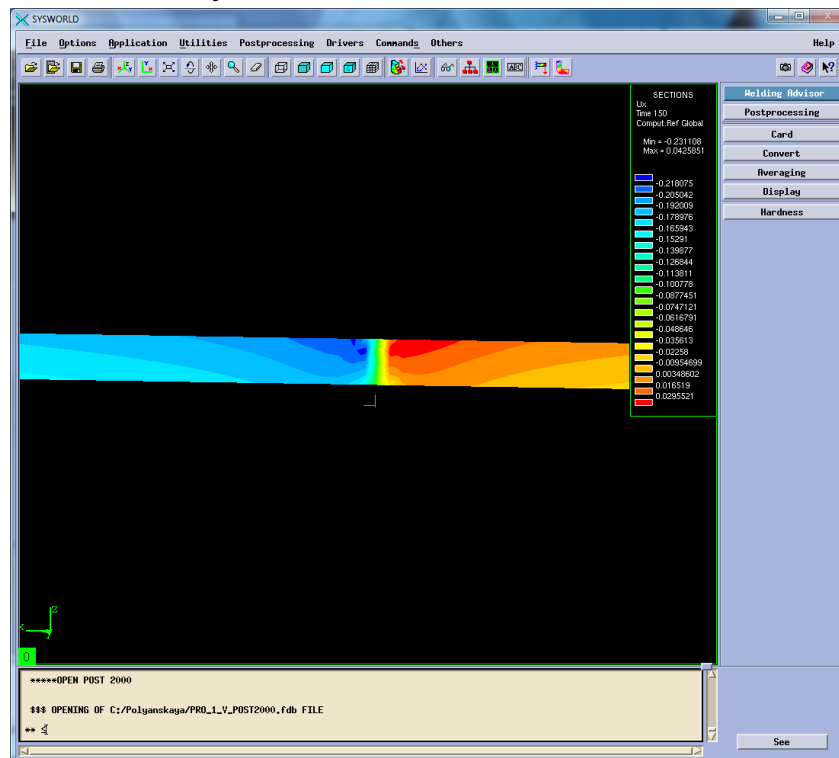 SYSWORLD
File Options Application Utilities Postprocessing Drivers Commands Others Help
SECTIONS
Ux
Time 150
Comput.Ref Global
Min = -0.231108
Max = 0.0425851
-0.218075
-0.205042
-0.192009
-0.178976
-0.165943
-0.15291
-0.139877
-0.126844
-0.113811
-0.100778
-0.0877451
-0.0747121
-0.0616791
-0.048646
-0.035613
-0.02258
-0.00954699
0.00348602
0.016519
0.0295521
Welding Advisor
Postprocessing
Card
Convert
Averaging
Display
Hardness
z
x
0
*****OPEN POST 2000
$$$ OPENING OF C:/Polyanskaya/PRO_1_V_POST2000.fdb FILE
**
See